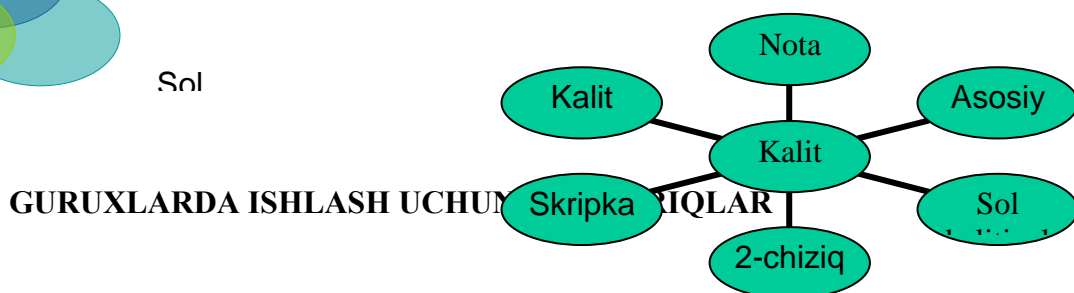 Nota
Sol
Kalit
Asosiy
Kalit
GURUXLARDA ISHLASH UCHUN
RIQLAR
Skripka
Sol
2-chiziq